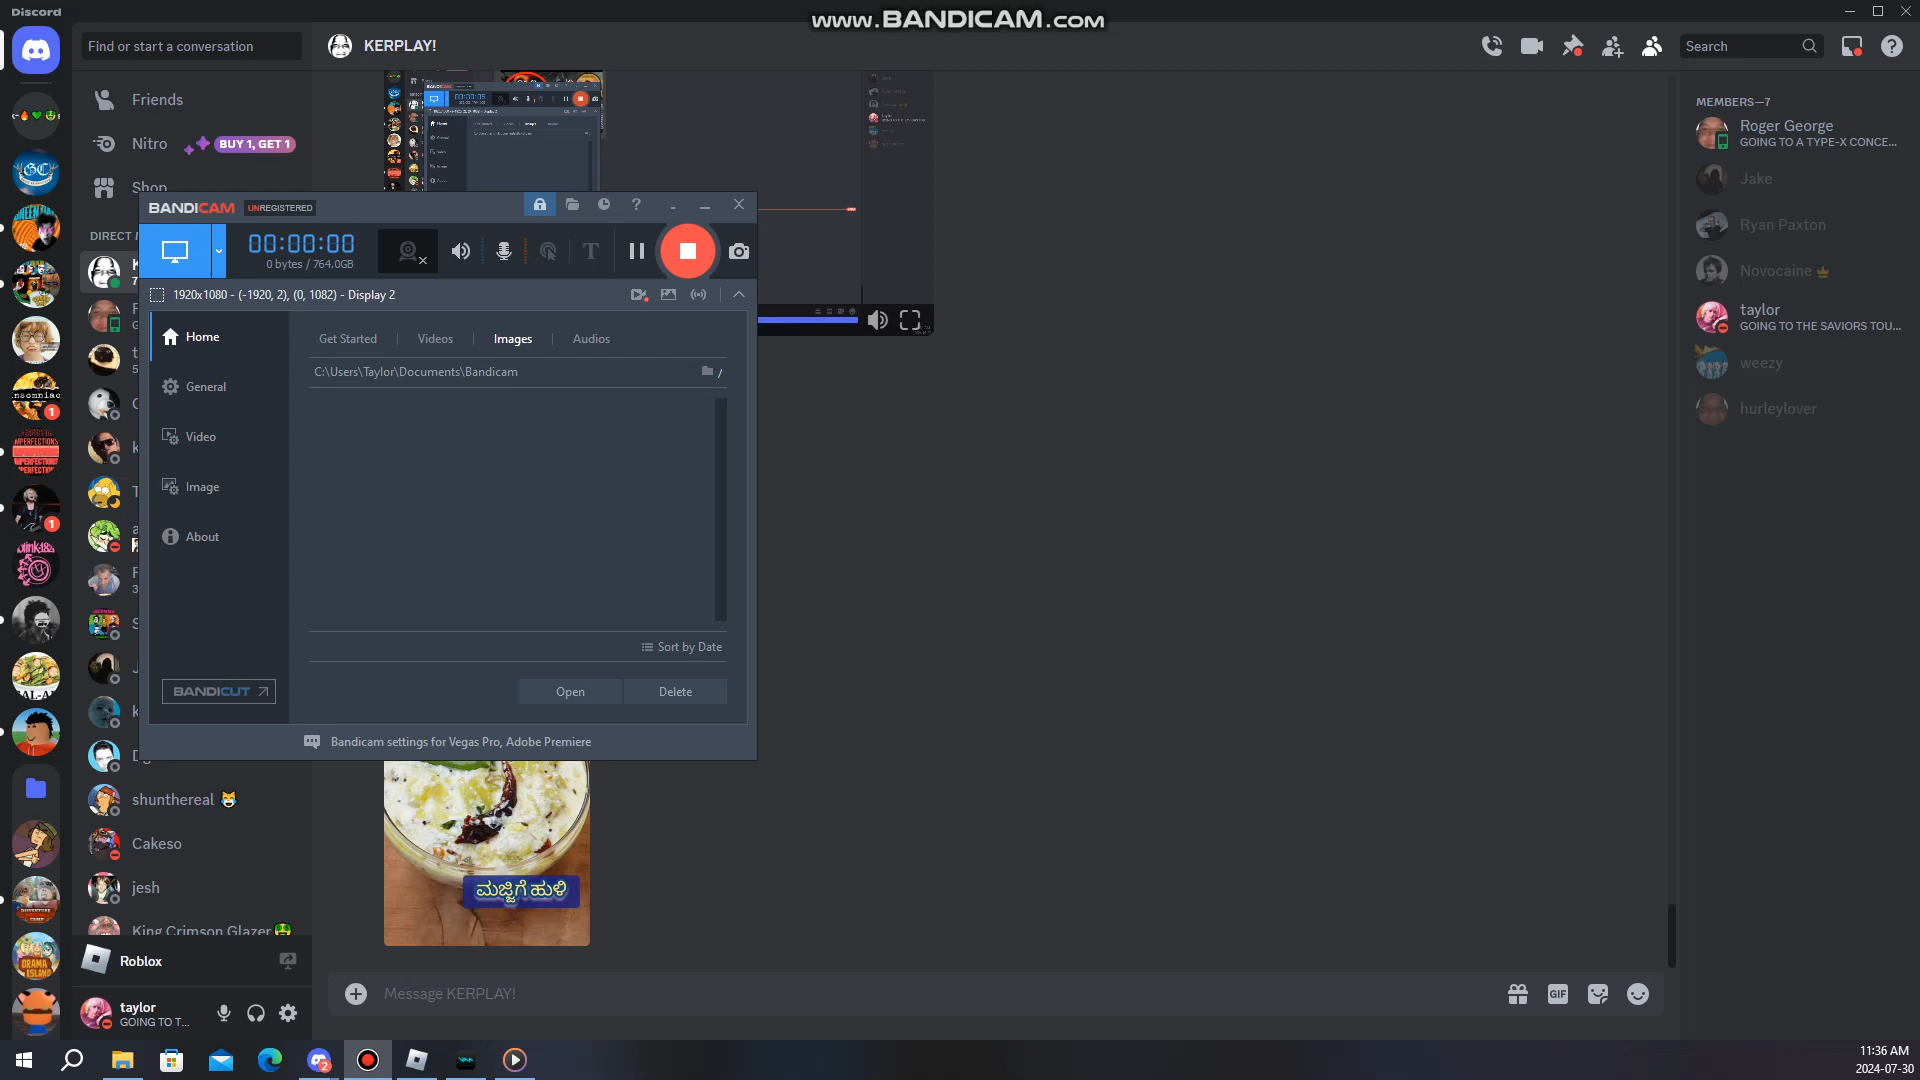 Discord
www.BANDICAM.com
Find or start a conversation
KERPLAY!
Search
Friends
Nitro
BUY 1, GET 1
Shop
DIRECT M
shunthereal
Cakeso
jesh
King Crimson Glazer
Roblox
taylor
GOING TO T...
BANDICAM
UNREGISTERED
00:00:00
0 bytes / 764.0GB
1920x1080 - (-1920, 2), (0, 1082) - Display 2
Home
General
Video
Image
About
BANDICUT
Get Started
Videos
Images
Audios
C:\Users\Taylor\Documents\Bandicam
Sort by Date
Open
Delete
Bandicam settings for Vegas Pro, Adobe Premiere
ಮಜ್ಜಿಗೆ ಹುಳಿ
Message KERPLAY!
GIF
MEMBERS—7
Roger George
GOING TO A TYPE-X CONCE...
Jake
Ryan Paxton
Novocaine
taylor
GOING TO THE SAVIORS TOU...
weezy
hurleylover
11:36 AM
2024-07-30